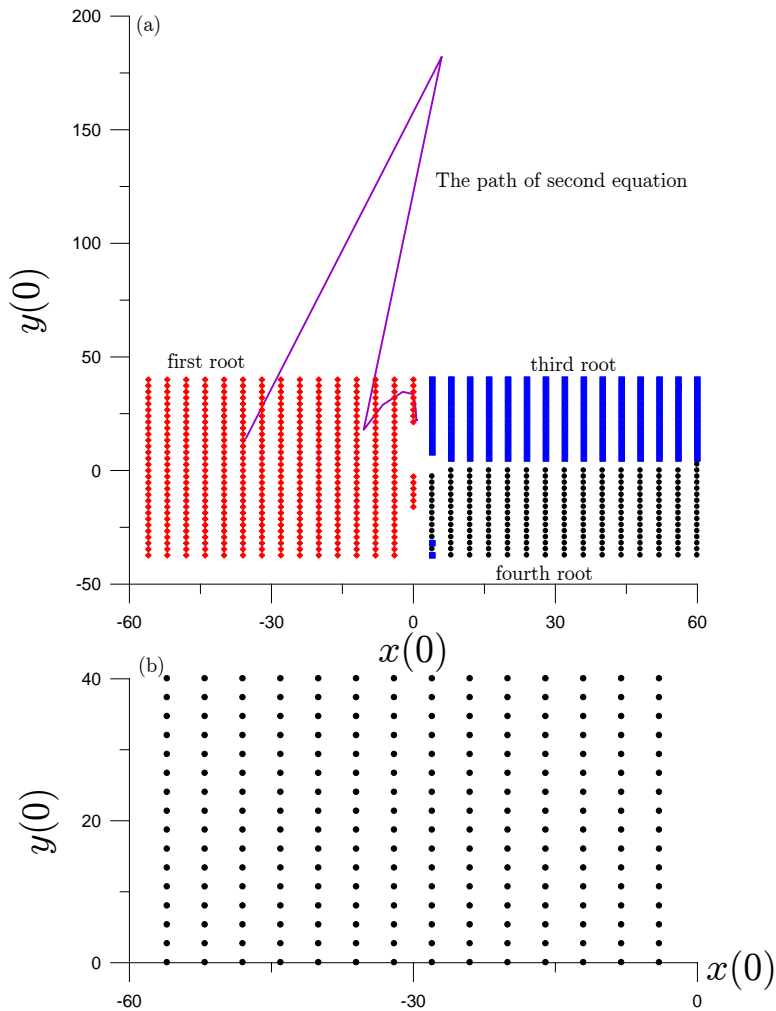 (a)
200
150
The path of second equation
100
y(0)
50
first root
third root
0
-50
fourth root
-60
-30
0
30
60
x(0)
(b)
40
y(0)
20
0
x(0)
-60
-30
0